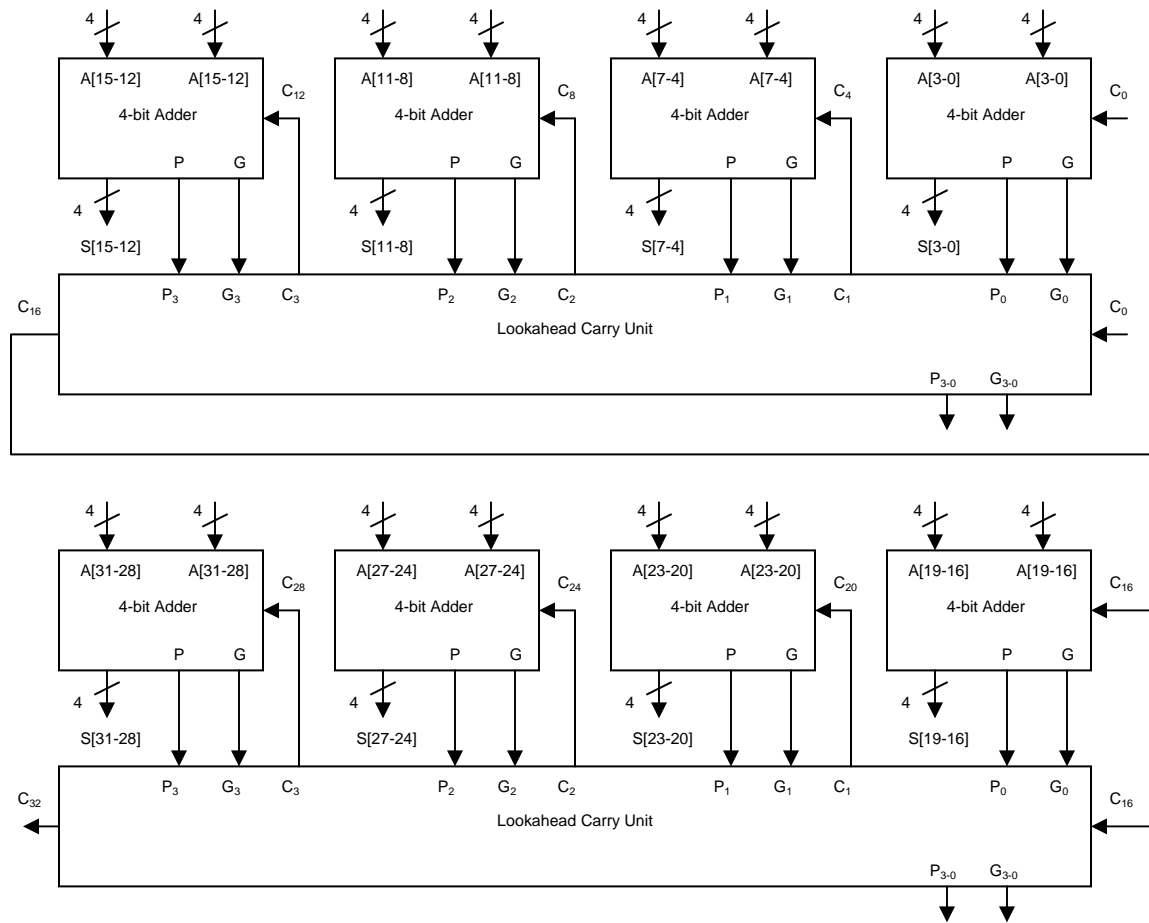 4 4 4 4 4 4 4 4
A[15-12] A[15-12] A[11-8] A[11-8] A[7-4] A[7-4] A[3-0] A[3-0]
C12 C8 C4 C0
4-bit Adder 4-bit Adder 4-bit Adder 4-bit Adder
P G P G P G P G
4 4 4 4
S[15-12] S[11-8] S[7-4] S[3-0]
P3 G3 C3 P2 G2 C2 P1 G1 C1 P0 G0
C16 C0
Lookahead Carry Unit
P3-0 G3-0
4 4 4 4 4 4 4 4
A[31-28] A[31-28] A[27-24] A[27-24] A[23-20] A[23-20] A[19-16] A[19-16]
C28 C24 C20 C16
4-bit Adder 4-bit Adder 4-bit Adder 4-bit Adder
P G P G P G P G
4 4 4 4
S[31-28] S[27-24] S[23-20] S[19-16]
P3 G3 C3 P2 G2 C2 P1 G1 C1 P0 G0
C32 C16
Lookahead Carry Unit
P3-0 G3-0